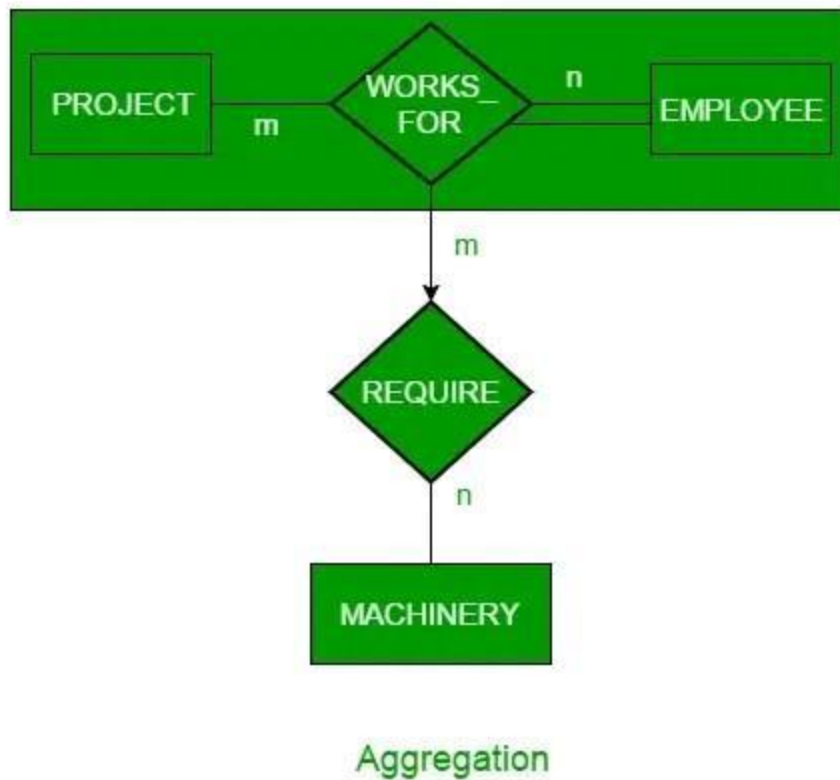 PROJECT
m
WORKS_
FOR
n
EMPLOYEE
m
REQUIRE
n
MACHINERY
Aggregation